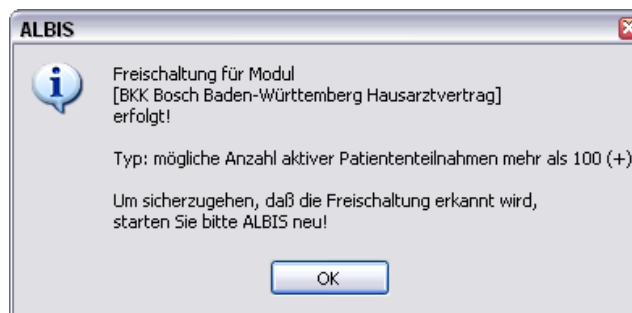 ALBIS
Freischaltung für Modul
[BKK Bosch Baden-Württemberg Hausarztvertrag]
erfolgt!
Typ: mögliche Anzahl aktiver Patiententeilnahmen mehr als 100 (+)
Um sicherzugehen, daß die Freischaltung erkannt wird,
starten Sie bitte ALBIS neu!
OK